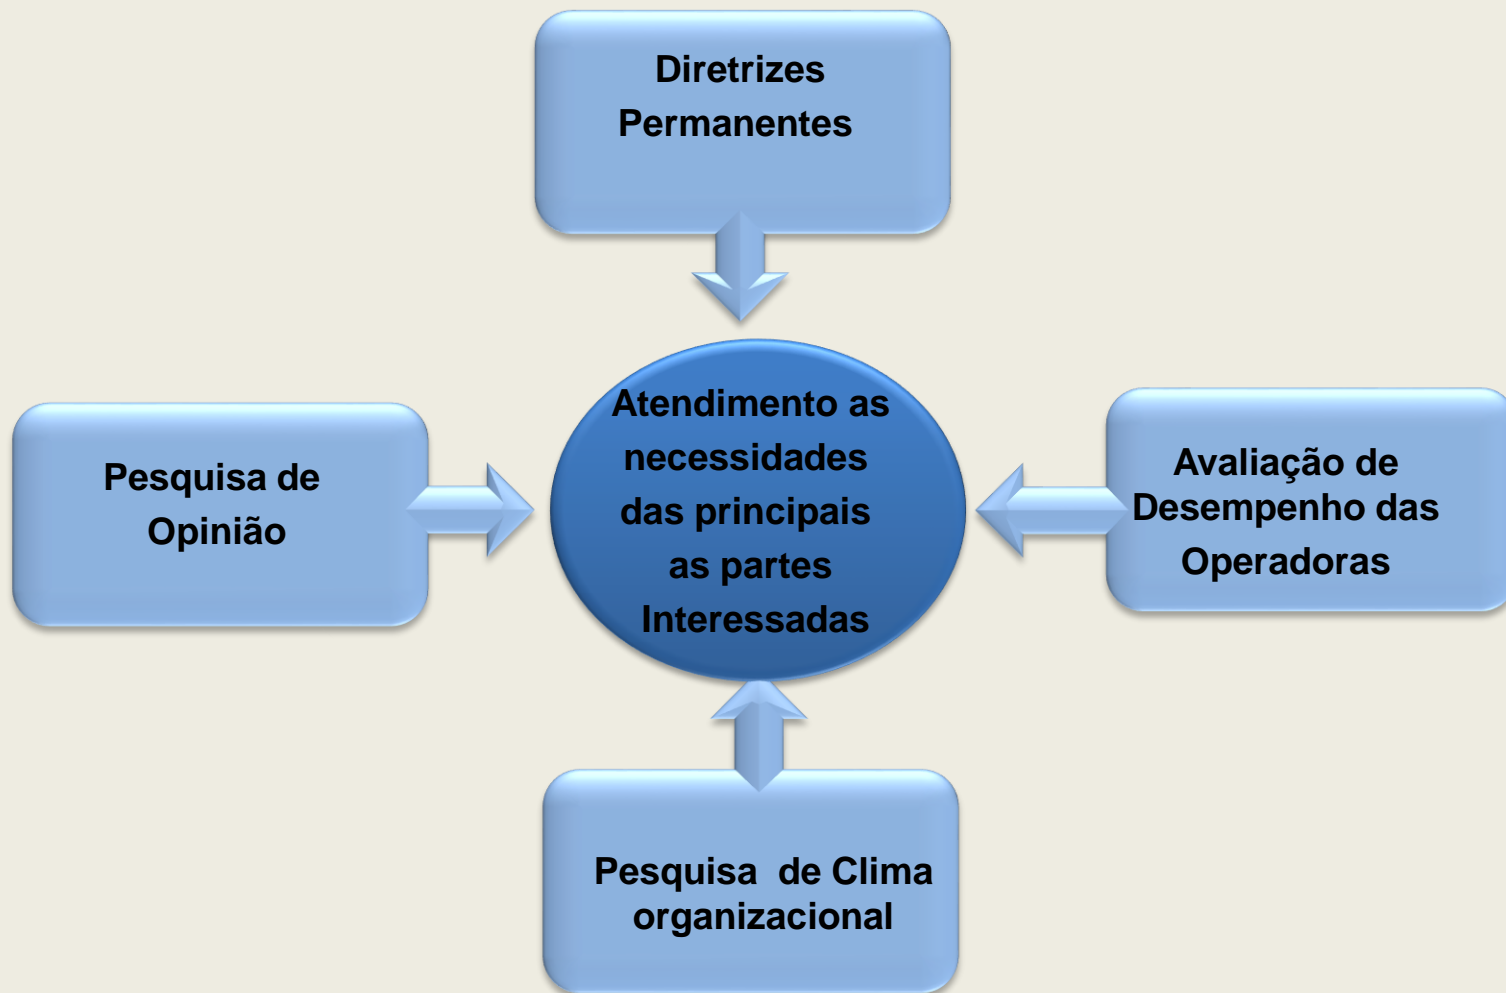 Diretrizes
Permanentes
Pesquisa de
Opinião
Atendimento as
necessidades
das principais
as partes
Interessadas
Avaliação de
Desempenho das
Operadoras
Pesquisa  de Clima
organizacional